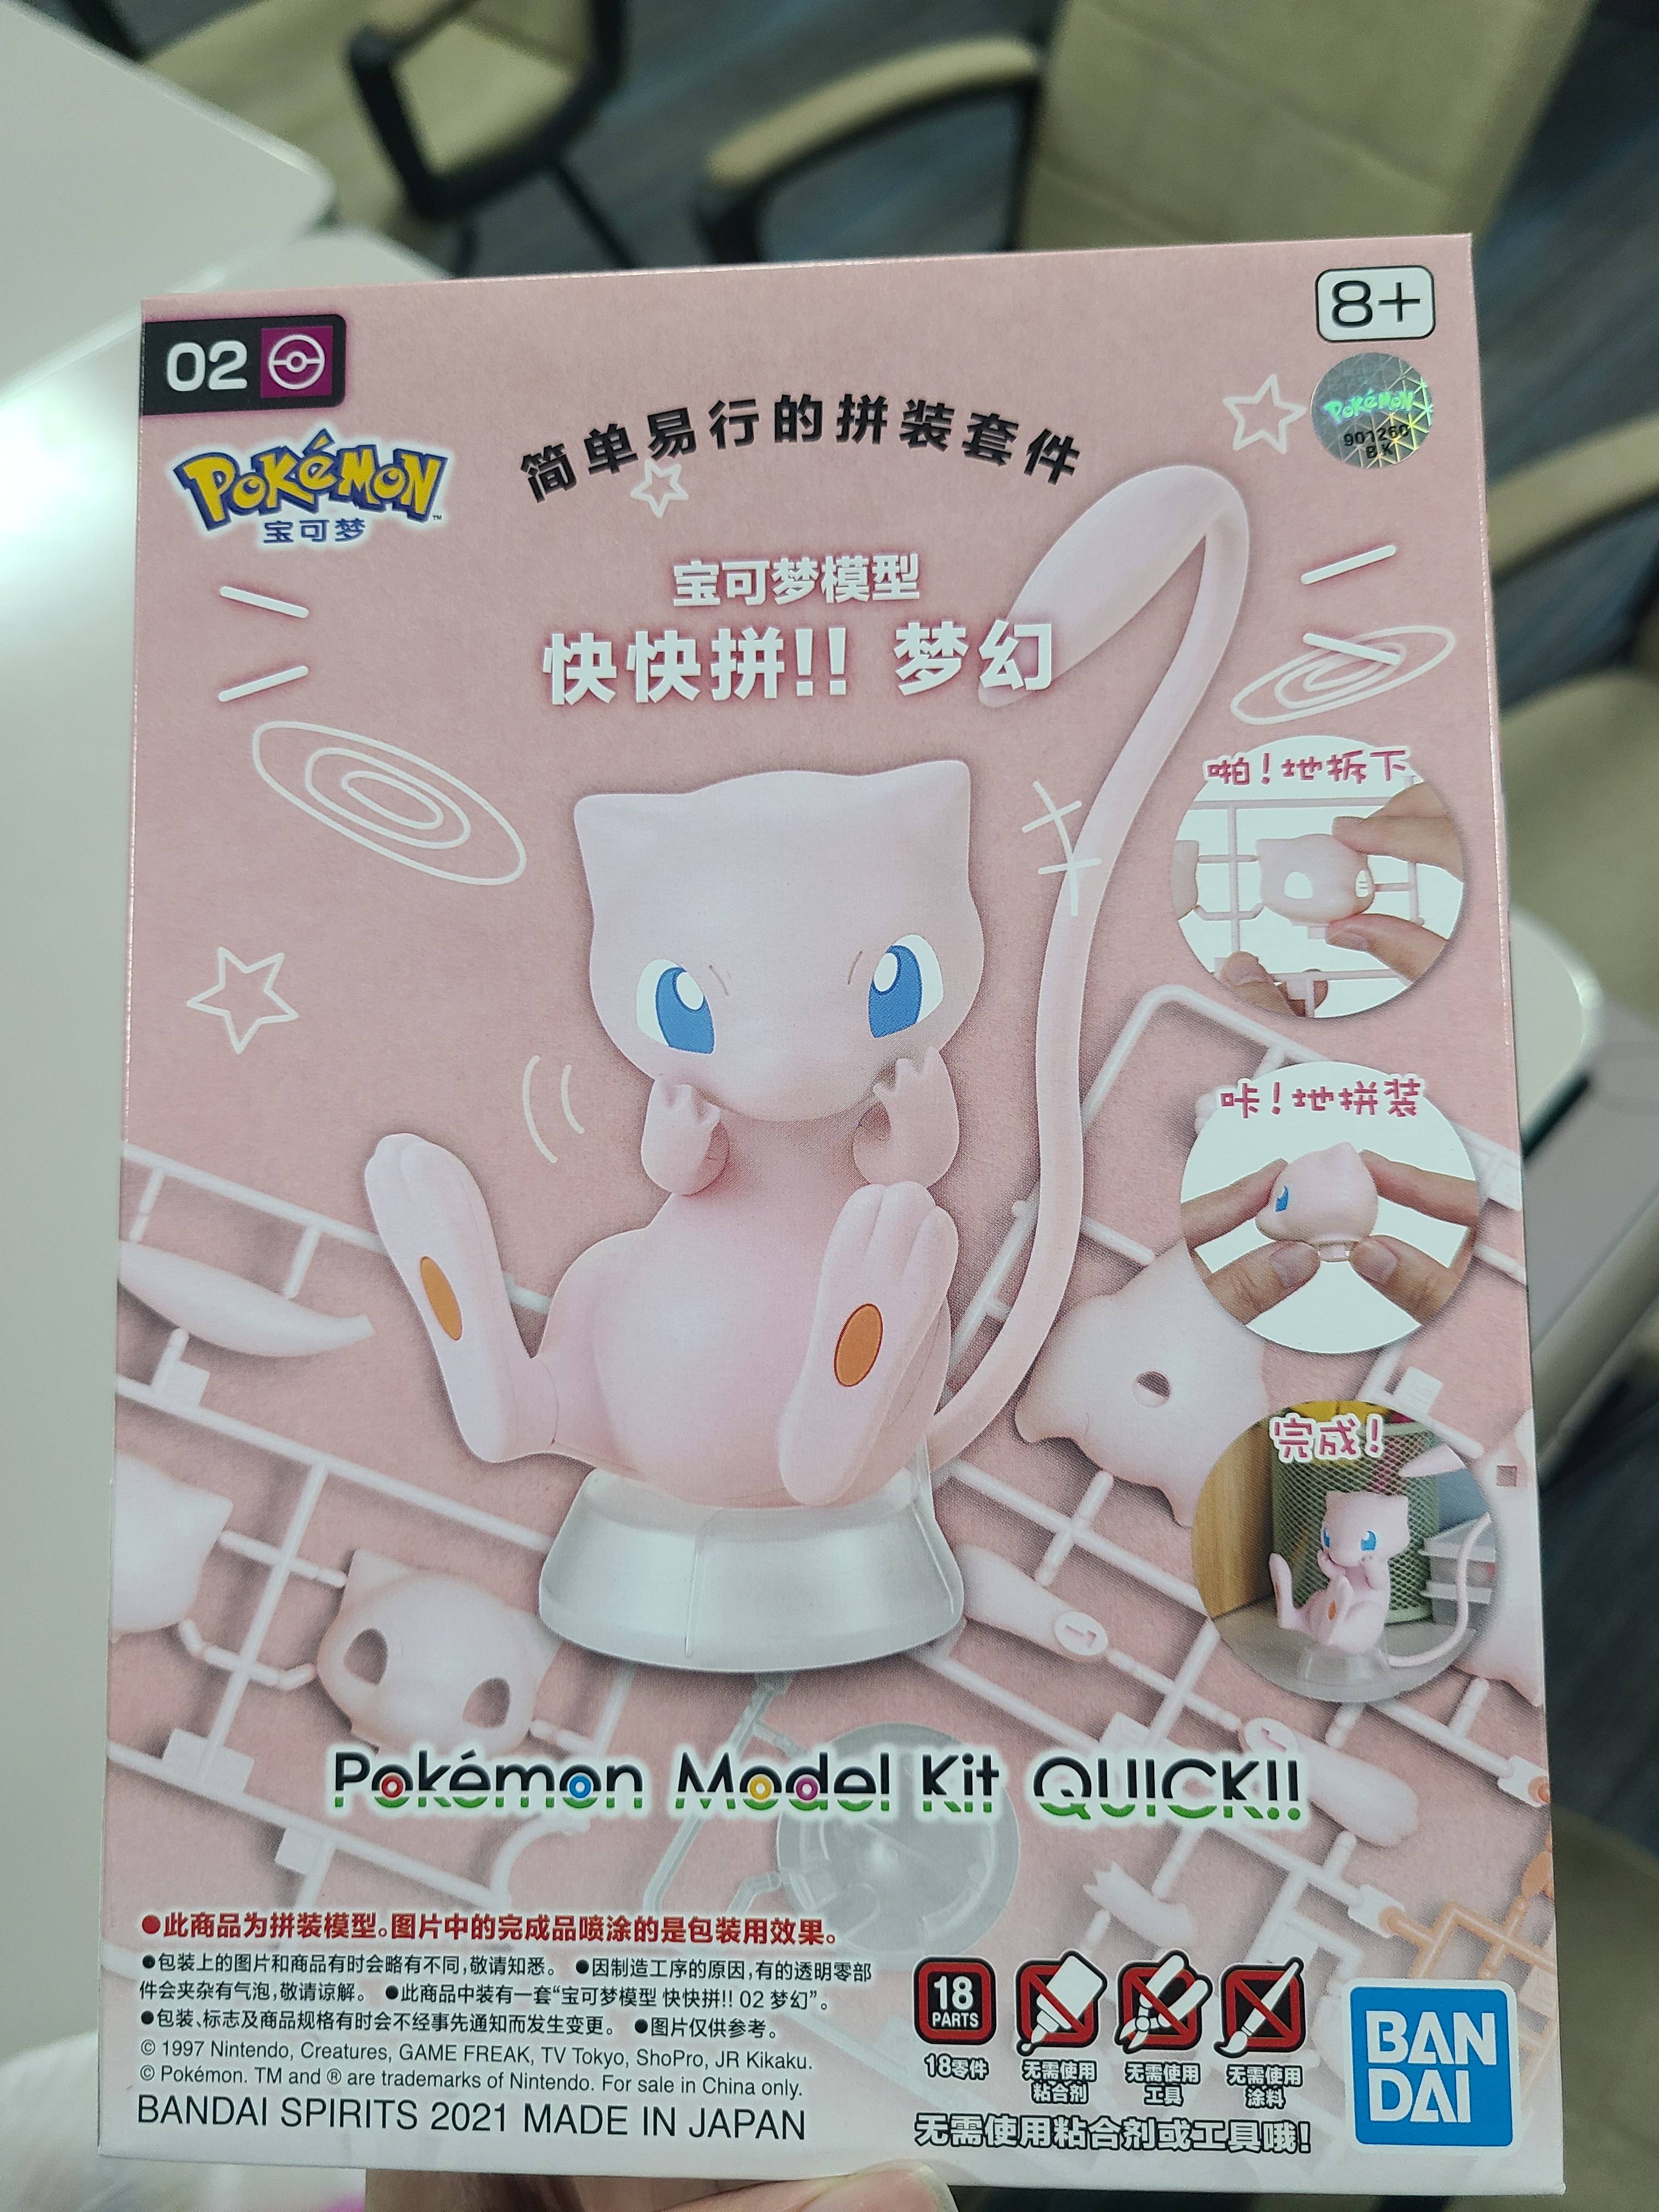 8+
02
Pokémon
901260
简单易行的拼装套件
POKéMON™
宝可梦
宝可梦模型
快快拼!! 梦幻
啪!地拆下
咔!地拼装
完成!
Pokémon Model Kit QUICK!!
●此商品为拼装模型。图片中的完成品喷涂的是包装用效果。
●包装上的图片和商品有时会略有不同,敬请知悉。 ●因制造工序的原因,有的透明零部
件会夹杂有气泡,敬请谅解。 ●此商品中装有一套“宝可梦模型 快快拼!! 02 梦幻”。
●包装、标志及商品规格有时会不经事先通知而发生变更。 ●图片仅供参考。
© 1997 Nintendo, Creatures, GAME FREAK, TV Tokyo, ShoPro, JR Kikaku.
© Pokémon. TM and ® are trademarks of Nintendo. For sale in China only.
BANDAI SPIRITS 2021 MADE IN JAPAN
18
PARTS
18零件
无需使用
粘合剂
无需使用
工具
无需使用
涂料
无需使用粘合剂或工具哦!
BAN
DAI